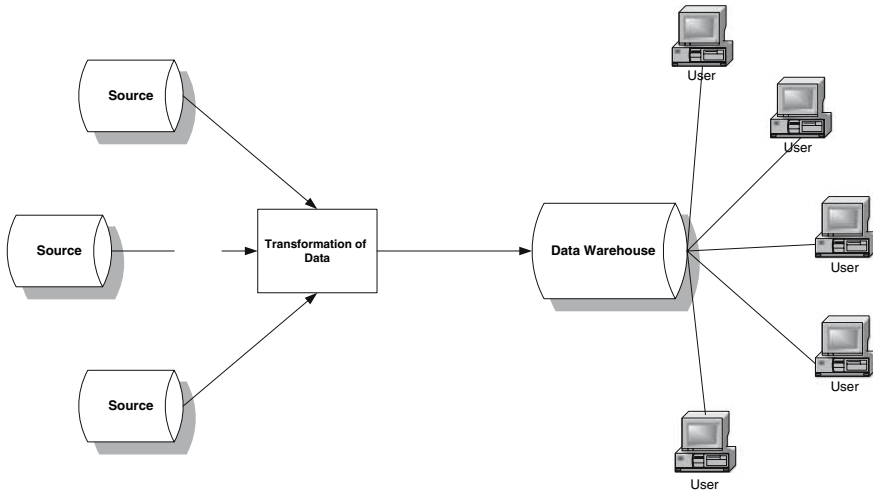 Source
Source
Source
Transformation of
Data
Data Warehouse
User
User
User
User
User